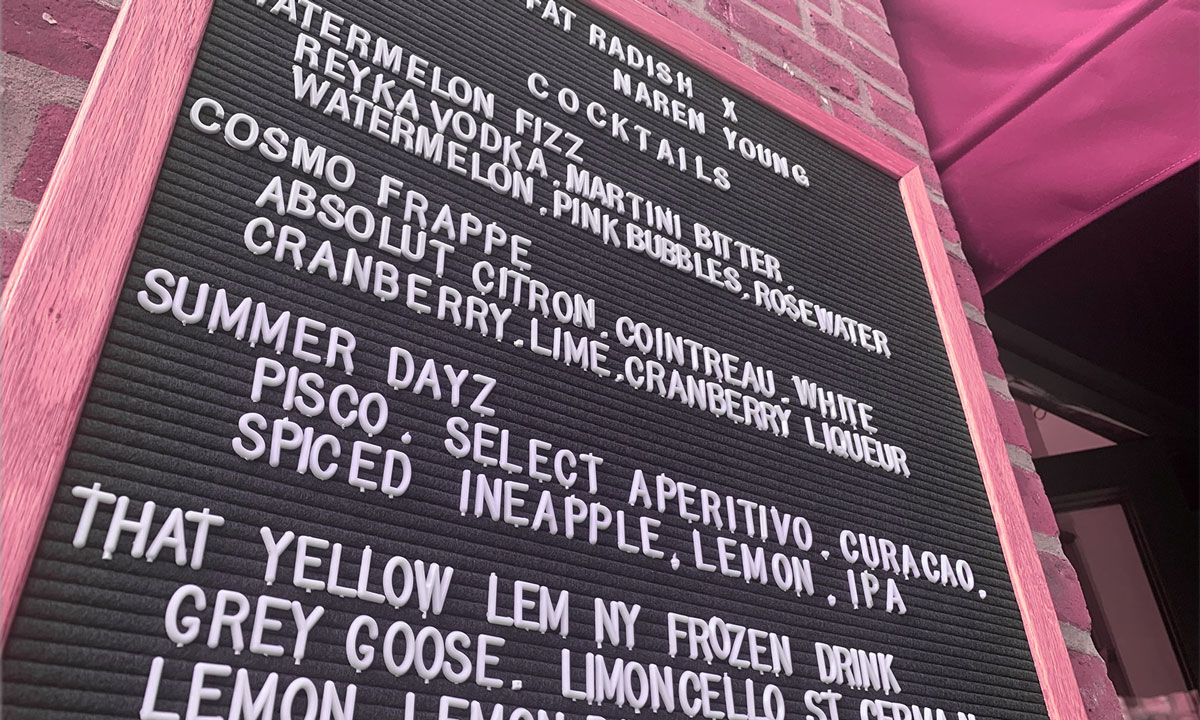 FAT RADISH X
NAREN YOUNG
COCKTAILS
WATERMELON FIZZ
REYKA VODKA. MARTINI BITTER.
WATERMELON. PINK BUBBLES, ROSEWATER
COSMO FRAPPE
ABSOLUT CITRON. COINTREAU. WHITE
CRANBERRY. LIME, CRANBERRY LIQUEUR
SUMMER DAYZ
PISCO. SELECT APERITIVO. CURACAO.
SPICED INEAPPLE. LEMON. IPA
THAT YELLOW LEM NY FROZEN DRINK
GREY GOOSE. LIMONCELLO ST GERMAIN
LEMON. LEMON